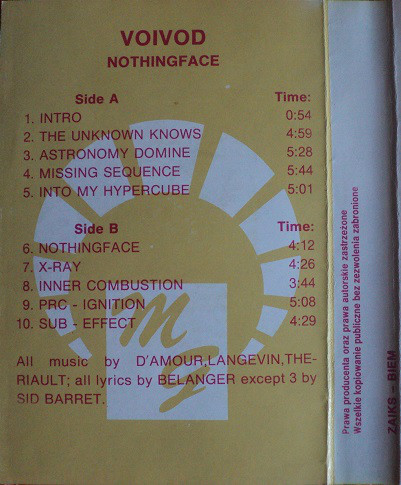 VOIVOD
NOTHINGFACE
Side A Time:
1. INTRO 0:54
2. THE UNKNOWN KNOWS 4:59
3. ASTRONOMY DOMINE 5:28
4. MISSING SEQUENCE 5:44
5. INTO MY HYPERCUBE 5:01
Side B Time:
6. NOTHINGFACE 4:12
7. X-RAY 4:26
8. INNER COMBUSTION 3:44
9. PRC - IGNITION 5:08
10. SUB - EFFECT 4:29
MG
All music by D'AMOUR,LANGEVIN,THE-
RIAULT; all lyrics by BELANGER except 3 by
SID BARRET.
Prawa producenta oraz prawa autorskie zastrzeżone
Wszelkie kopiowanie publiczne bez zezwolenia zabronione
ZAIKS - BIEM